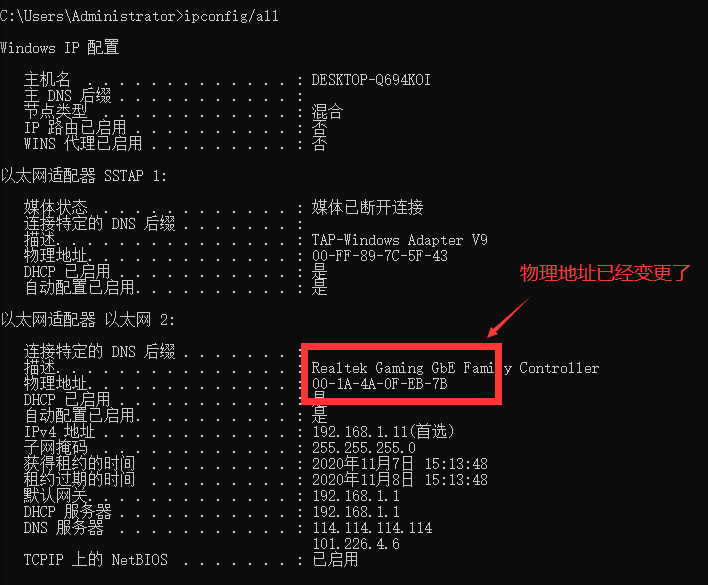 C:\Users\Administrator>ipconfig/all
Windows IP 配置
主机名 . . . . . . . . . . . . . : DESKTOP-Q694KOI
主 DNS 后缀 . . . . . . . . . . . :
节点类型 . . . . . . . . . . . . : 混合
IP 路由已启用 . . . . . . . . . . : 否
WINS 代理已启用 . . . . . . . . . : 否
以太网适配器 SSTAP 1:
媒体状态 . . . . . . . . . . . . : 媒体已断开连接
连接特定的 DNS 后缀 . . . . . . . :
描述. . . . . . . . . . . . . . . : TAP-Windows Adapter V9
物理地址. . . . . . . . . . . . . : 00-FF-89-7C-5F-43
DHCP 已启用 . . . . . . . . . . . : 是
自动配置已启用. . . . . . . . . . : 是
物理地址已经变更了
以太网适配器 以太网 2:
连接特定的 DNS 后缀 . . . . . . . :
描述. . . . . . . . . . . . . . . : Realtek Gaming GbE Family Controller
物理地址. . . . . . . . . . . . . : 00-1A-4A-0F-EB-7B
DHCP 已启用 . . . . . . . . . . . : 是
自动配置已启用. . . . . . . . . . : 是
IPv4 地址 . . . . . . . . . . . . : 192.168.1.11(首选)
子网掩码 . . . . . . . . . . . . : 255.255.255.0
获得租约的时间 . . . . . . . . . : 2020年11月7日 15:13:48
租约过期的时间 . . . . . . . . . : 2020年11月8日 15:13:48
默认网关. . . . . . . . . . . . . : 192.168.1.1
DHCP 服务器 . . . . . . . . . . . : 192.168.1.1
DNS 服务器 . . . . . . . . . . . : 114.114.114.114
101.226.4.6
TCPIP 上的 NetBIOS . . . . . . . : 已启用